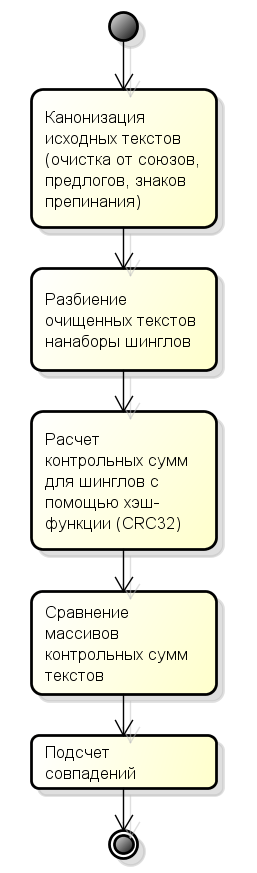 Канонизация
исходных текстов
(очистка от союзов,
предлогов, знаков
препинания)
Разбиение
очищенных текстов
нанаборы шинглов
Расчет
контрольных сумм
для шинглов с
помощью хэш-
функции (CRC32)
Сравнение
массивов
контрольных сумм
текстов
Подсчет
совпадений